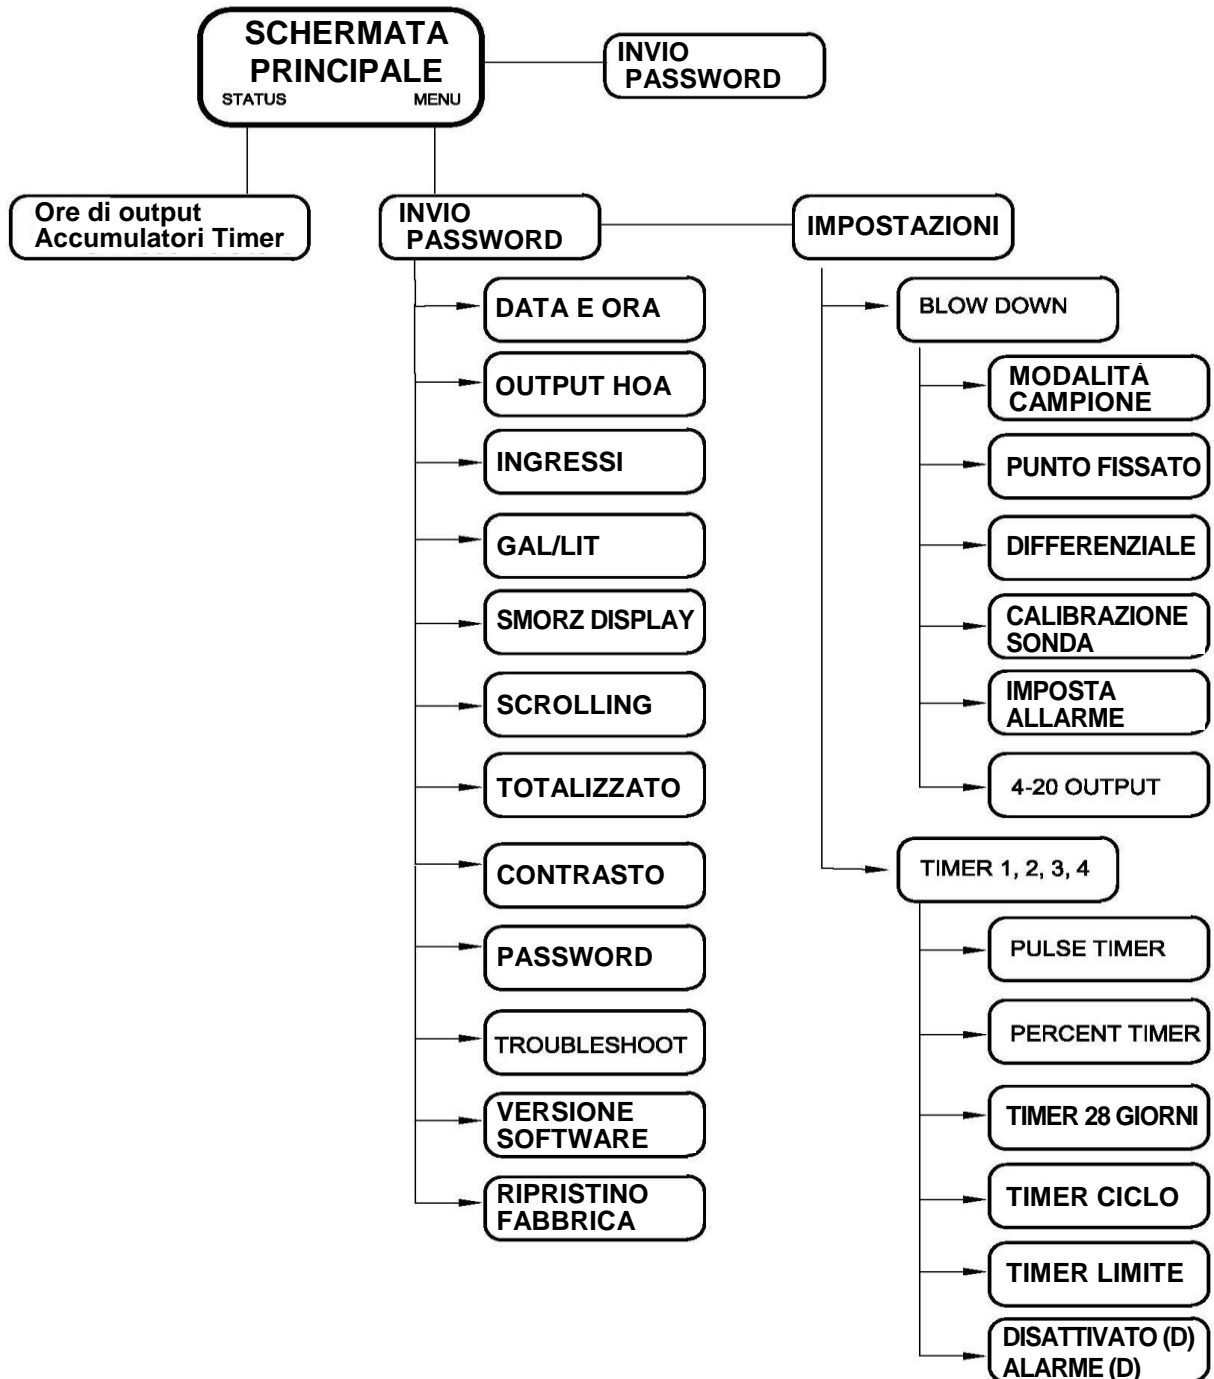 SCHERMATA
PRINCIPALE
STATUS MENU
INVIO
PASSWORD
Ore di output
Accumulatori Timer
INVIO
PASSWORD
DATA E ORA
OUTPUT HOA
INGRESSI
GAL/LIT
SMORZ DISPLAY
SCROLLING
TOTALIZZATO
CONTRASTO
PASSWORD
TROUBLESHOOT
VERSIONE
SOFTWARE
RIPRISTINO
FABBRICA
IMPOSTAZIONI
BLOW DOWN
MODALITÀ
CAMPIONE
PUNTO FISSATO
DIFFERENZIALE
CALIBRAZIONE
SONDA
IMPOSTA
ALLARME
4-20 OUTPUT
TIMER 1, 2, 3, 4
PULSE TIMER
PERCENT TIMER
TIMER 28 GIORNI
TIMER CICLO
TIMER LIMITE
DISATTIVATO (D)
ALARME (D)